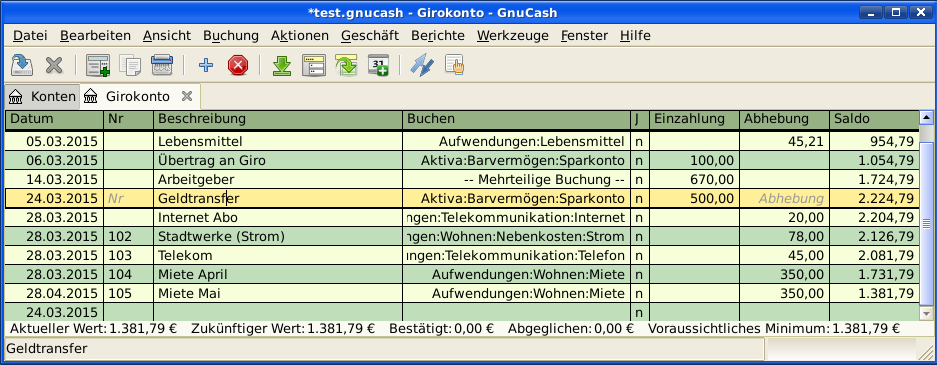 *test.gnucash - Girokonto - GnuCash
Datei Bearbeiten Ansicht Buchung Aktionen Geschäft Berichte Werkzeuge Fenster Hilfe
31
Konten Girokonto
Datum Nr Beschreibung Buchen J Einzahlung Abhebung Saldo
05.03.2015 Lebensmittel Aufwendungen:Lebensmittel n 45,21 954,79
06.03.2015 Übertrag an Giro Aktiva:Barvermögen:Sparkonto n 100,00 1.054,79
14.03.2015 Arbeitgeber -- Mehrteilige Buchung -- n 670,00 1.724,79
24.03.2015 Nr Geldtransfer Aktiva:Barvermögen:Sparkonto n 500,00 Abhebung 2.224,79
28.03.2015 Internet Abo ngen:Telekommunikation:Internet n 20,00 2.204,79
28.03.2015 102 Stadtwerke (Strom) ngen:Wohnen:Nebenkosten:Strom n 78,00 2.126,79
28.03.2015 103 Telekom ungen:Telekommunikation:Telefon n 45,00 2.081,79
28.03.2015 104 Miete April Aufwendungen:Wohnen:Miete n 350,00 1.731,79
28.04.2015 105 Miete Mai Aufwendungen:Wohnen:Miete n 350,00 1.381,79
24.03.2015 n
Aktueller Wert: 1.381,79 € Zukünftiger Wert: 1.381,79 € Bestätigt: 0,00 € Abgeglichen: 0,00 € Voraussichtliches Minimum: 1.381,79 €
Geldtransfer